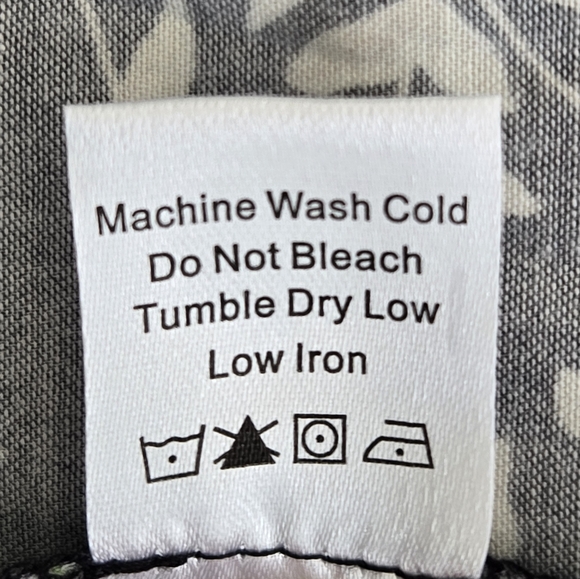 Machine Wash Cold
Do Not Bleach
Tumble Dry Low
Low Iron